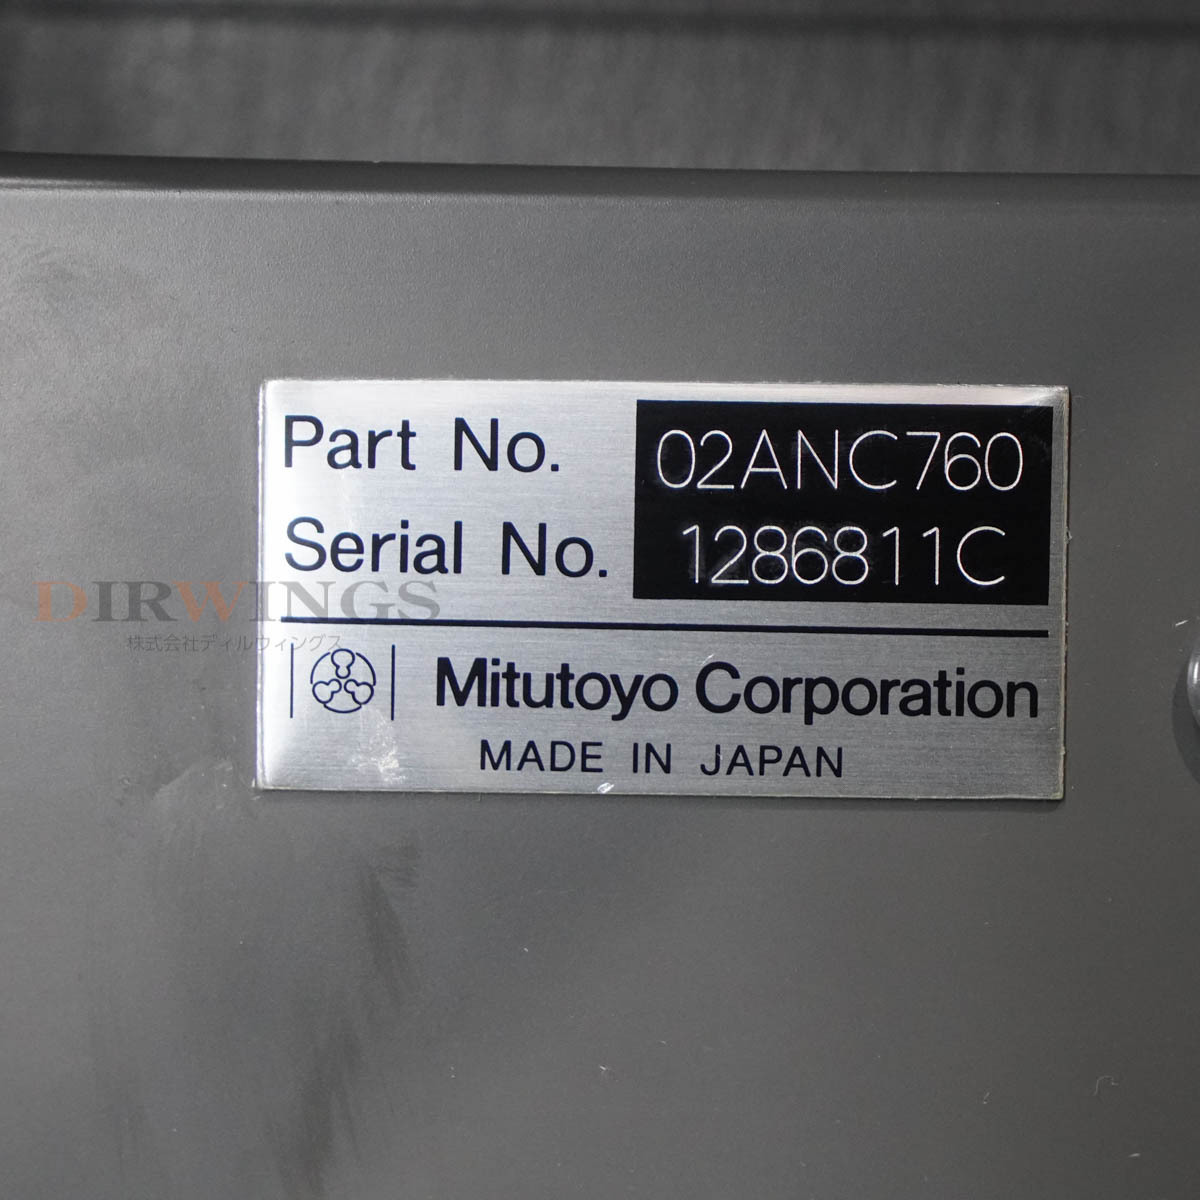 Part No. 02ANC760
Serial No. 1286811C
DIRWINGS
株式会社ディルウィングス
Mitutoyo Corporation
MADE IN JAPAN